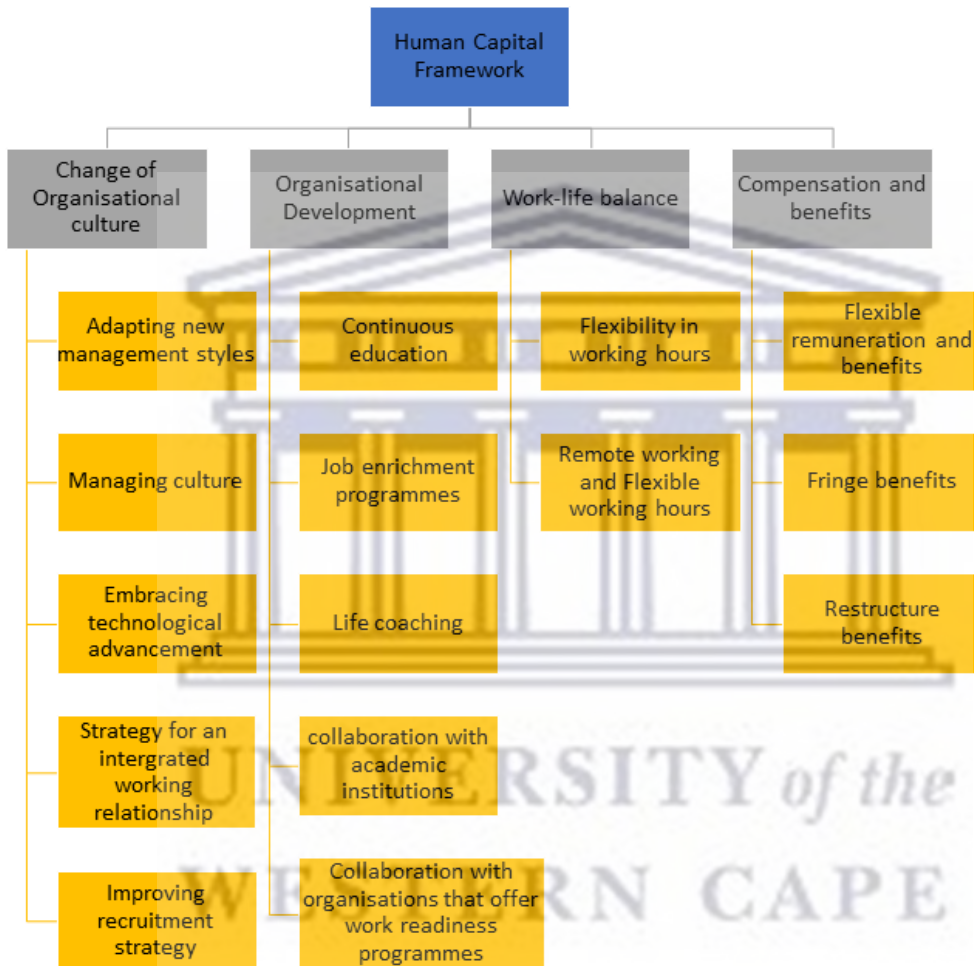 Human Capital
Framework
Change of
Organisational
culture
Organisational
Development
Work-life balance
Compensation and
benefits
Adapting new
management styles
Continuous
education
Flexibility in
working hours
Flexible
remuneration and
benefits
Managing culture
Job enrichment
programmes
Remote working
and Flexible
working hours
Fringe benefits
Embracing
technological
advancement
Life coaching
Restructure
benefits
Strategy for an
intergrated
working
relationship
collaboration with
academic
institutions
Improving
recruitment
strategy
Collaboration with
organisations that offer
work readiness
programmes
UNIVERSITY of the
WESTERN CAPE